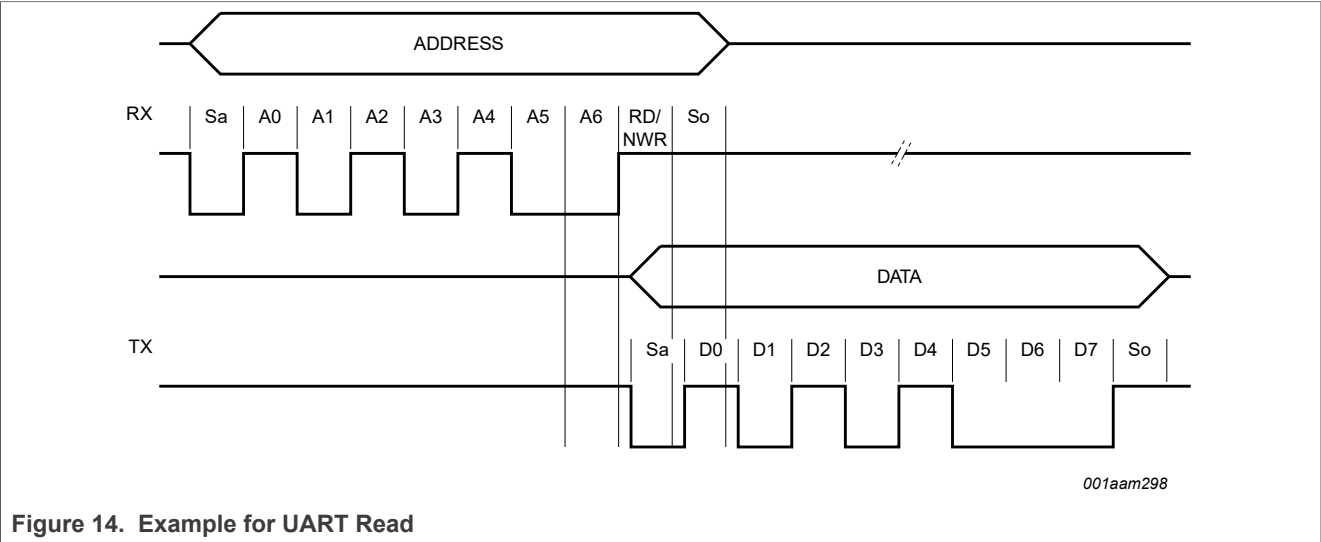 ADDRESS
RX Sa A0 A1 A2 A3 A4 A5 A6 RD/ So
NWR
DATA
TX Sa D0 D1 D2 D3 D4 D5 D6 D7 So
001aam298
Figure 14. Example for UART Read